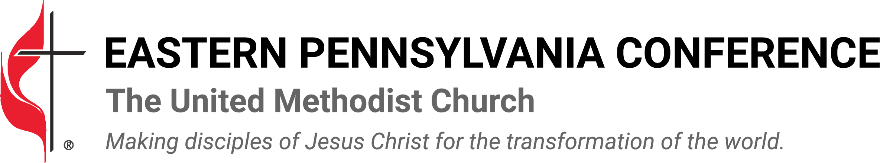 EASTERN PENNSYLVANIA CONFERENCE
The United Methodist Church
Making disciples of Jesus Christ for the transformation of the world.
®